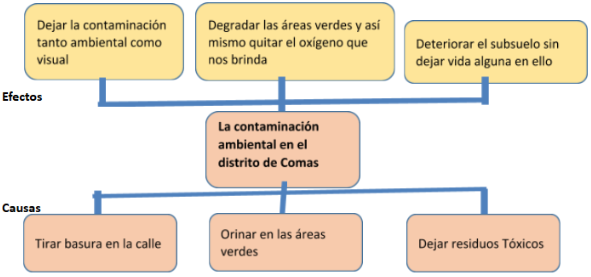 Dejar la contaminación
tanto ambiental como
visual
Degradar las áreas verdes y así
mismo quitar el oxígeno que
nos brinda
Deteriorar el subsuelo sin
dejar vida alguna en ello
Efectos
La contaminación
ambiental en el
distrito de Comas
Causas
Tirar basura en la calle
Orinar en las áreas
verdes
Dejar residuos Tóxicos